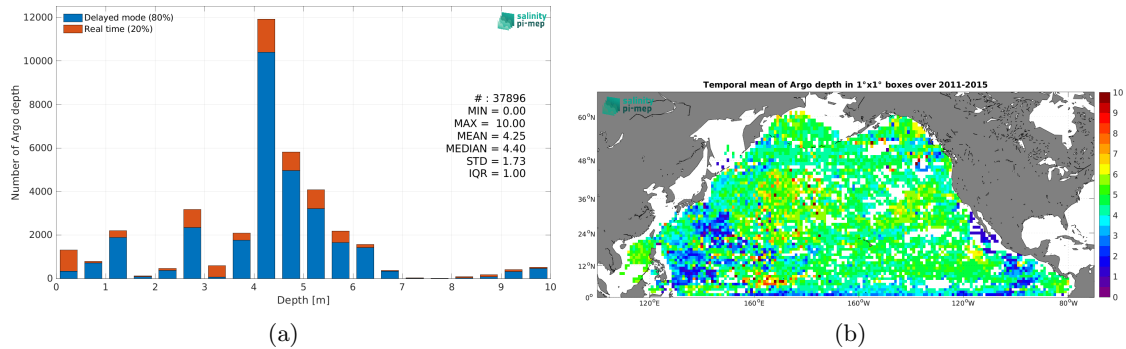 12000
10000
8000
6000
4000
2000
0
Number of Argo depth
Delayed mode (80%)
Real time (20%)
salinity
pi-mep
# : 37896
MIN = 0.00
MAX = 10.00
MEAN = 4.25
MEDIAN = 4.40
STD = 1.73
IQR = 1.00
0 1 2 3 4 5 6 7 8 9 10
Depth [m]
(a)
Temporal mean of Argo depth in 1°x1° boxes over 2011-2015
salinity
pi-mep
60°N
48°N
36°N
24°N
12°N
0°
120°E 160°E 160°W 120°W 80°W
10
9
8
7
6
5
4
3
2
1
0
(b)